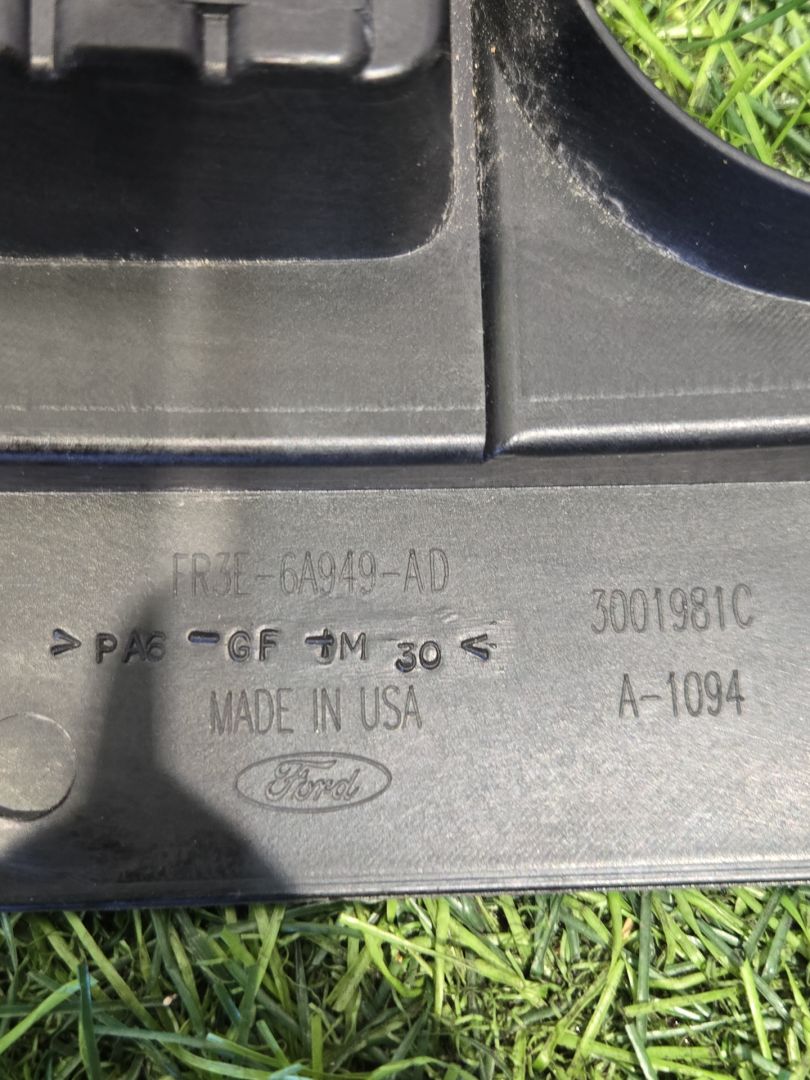 FR3E-6A949-AD
>PA6-GF+M 30<
MADE IN USA
Ford
3001981C
A-1094